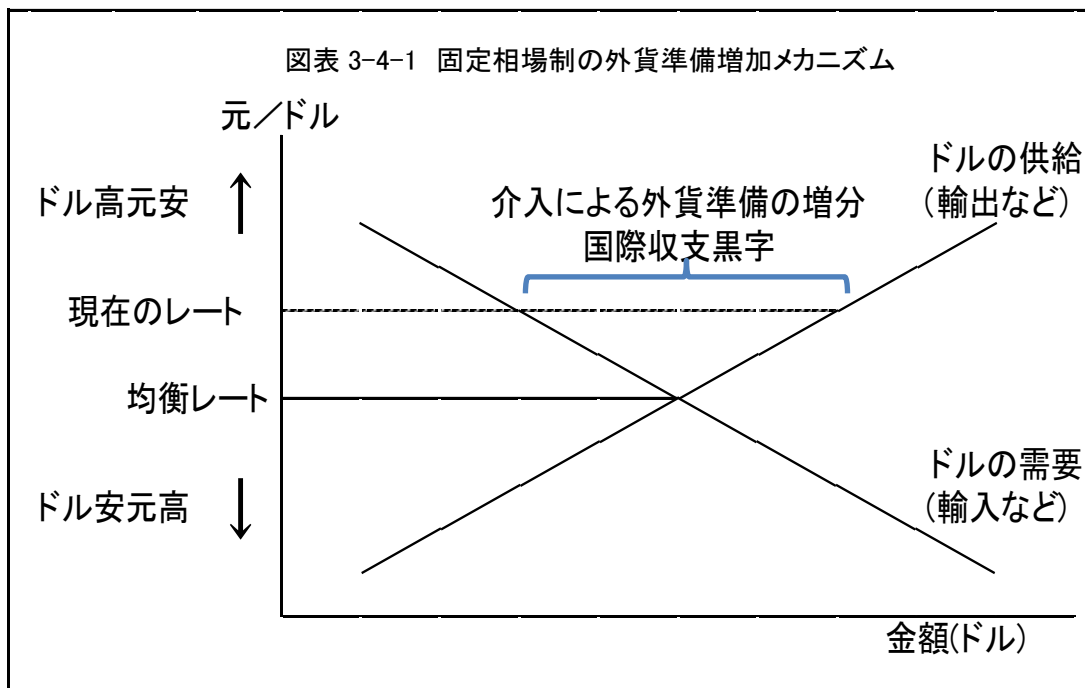 図表 3-4-1 固定相場制の外貨準備増加メカニズム
元／ドル
ドルの供給
(輸出など)
ドル高元安
介入による外貨準備の増分
国際収支黒字
現在のレート
均衡レート
ドルの需要
(輸入など)
ドル安元高
金額(ドル)